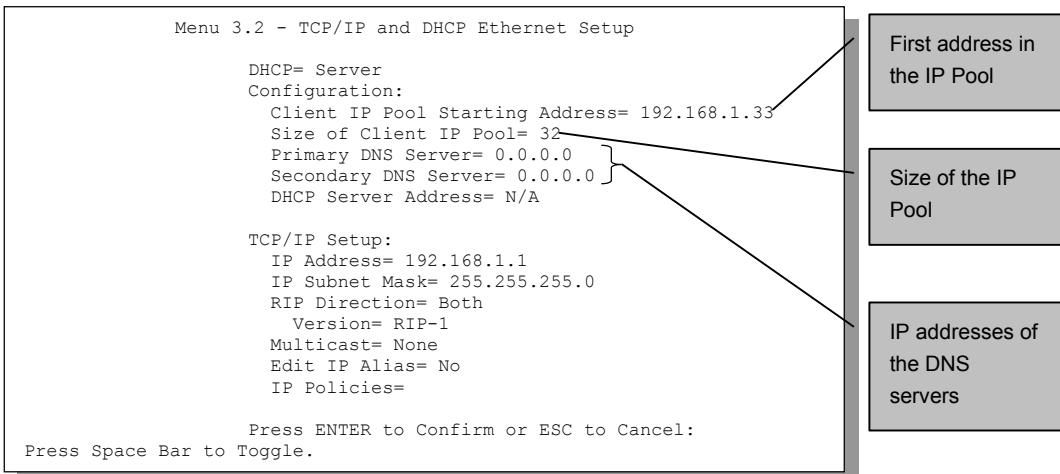 Menu 3.2 - TCP/IP and DHCP Ethernet Setup
DHCP= Server
Configuration:
Client IP Pool Starting Address= 192.168.1.33
Size of Client IP Pool= 32
Primary DNS Server= 0.0.0.0
Secondary DNS Server= 0.0.0.0
DHCP Server Address= N/A
TCP/IP Setup:
IP Address= 192.168.1.1
IP Subnet Mask= 255.255.255.0
RIP Direction= Both
Version= RIP-1
Multicast= None
Edit IP Alias= No
IP Policies=
Press ENTER to Confirm or ESC to Cancel:
Press Space Bar to Toggle.
First address in
the IP Pool
Size of the IP
Pool
IP addresses of
the DNS
servers